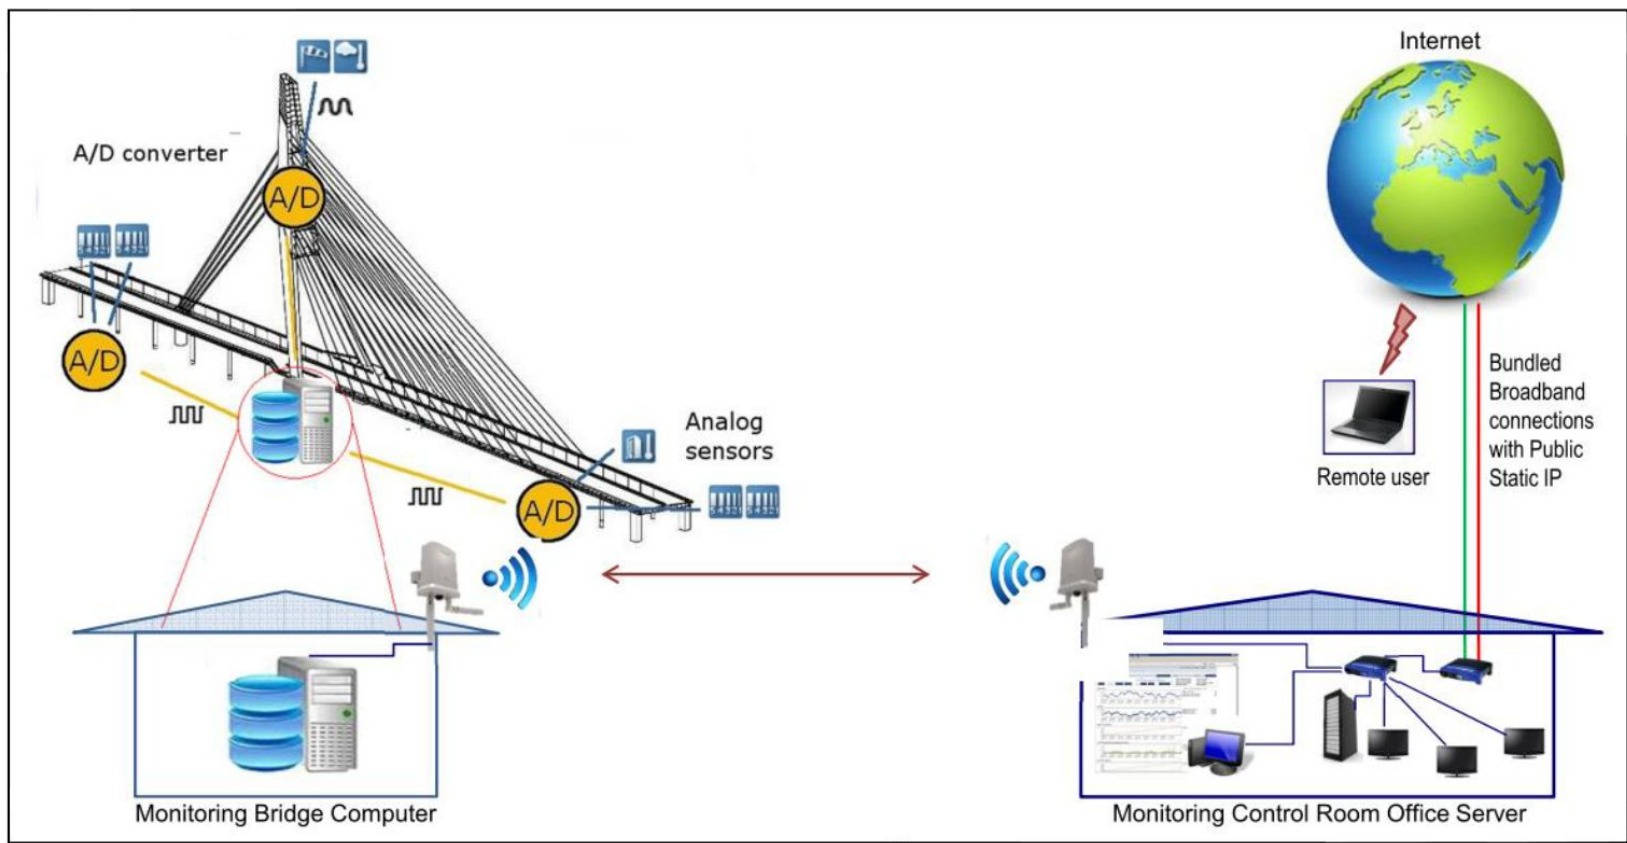 Internet
A/D converter
A/D
A/D
Analog
sensors
A/D
Remote user
Bundled
Broadband
connections
with Public
Static IP
Monitoring Bridge Computer
Monitoring Control Room Office Server